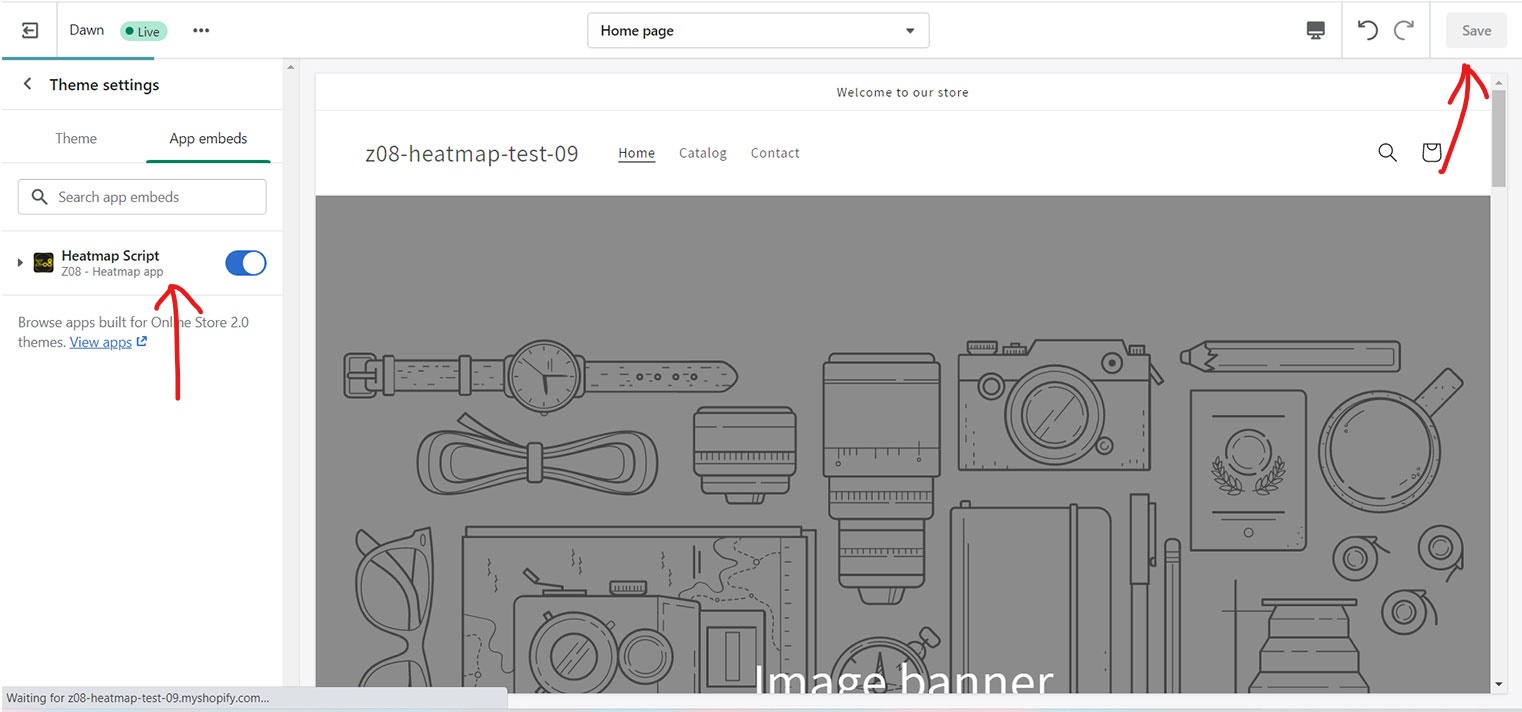 Dawn
Live
Home page
Save
Theme settings
Theme
App embeds
Search app embeds
Heatmap Script
Z08 - Heatmap app
Browse apps built for Online Store 2.0
themes. View apps
Welcome to our store
z08-heatmap-test-09
Home
Catalog
Contact
Image banner
Waiting for z08-heatmap-test-09.myshopify.com...